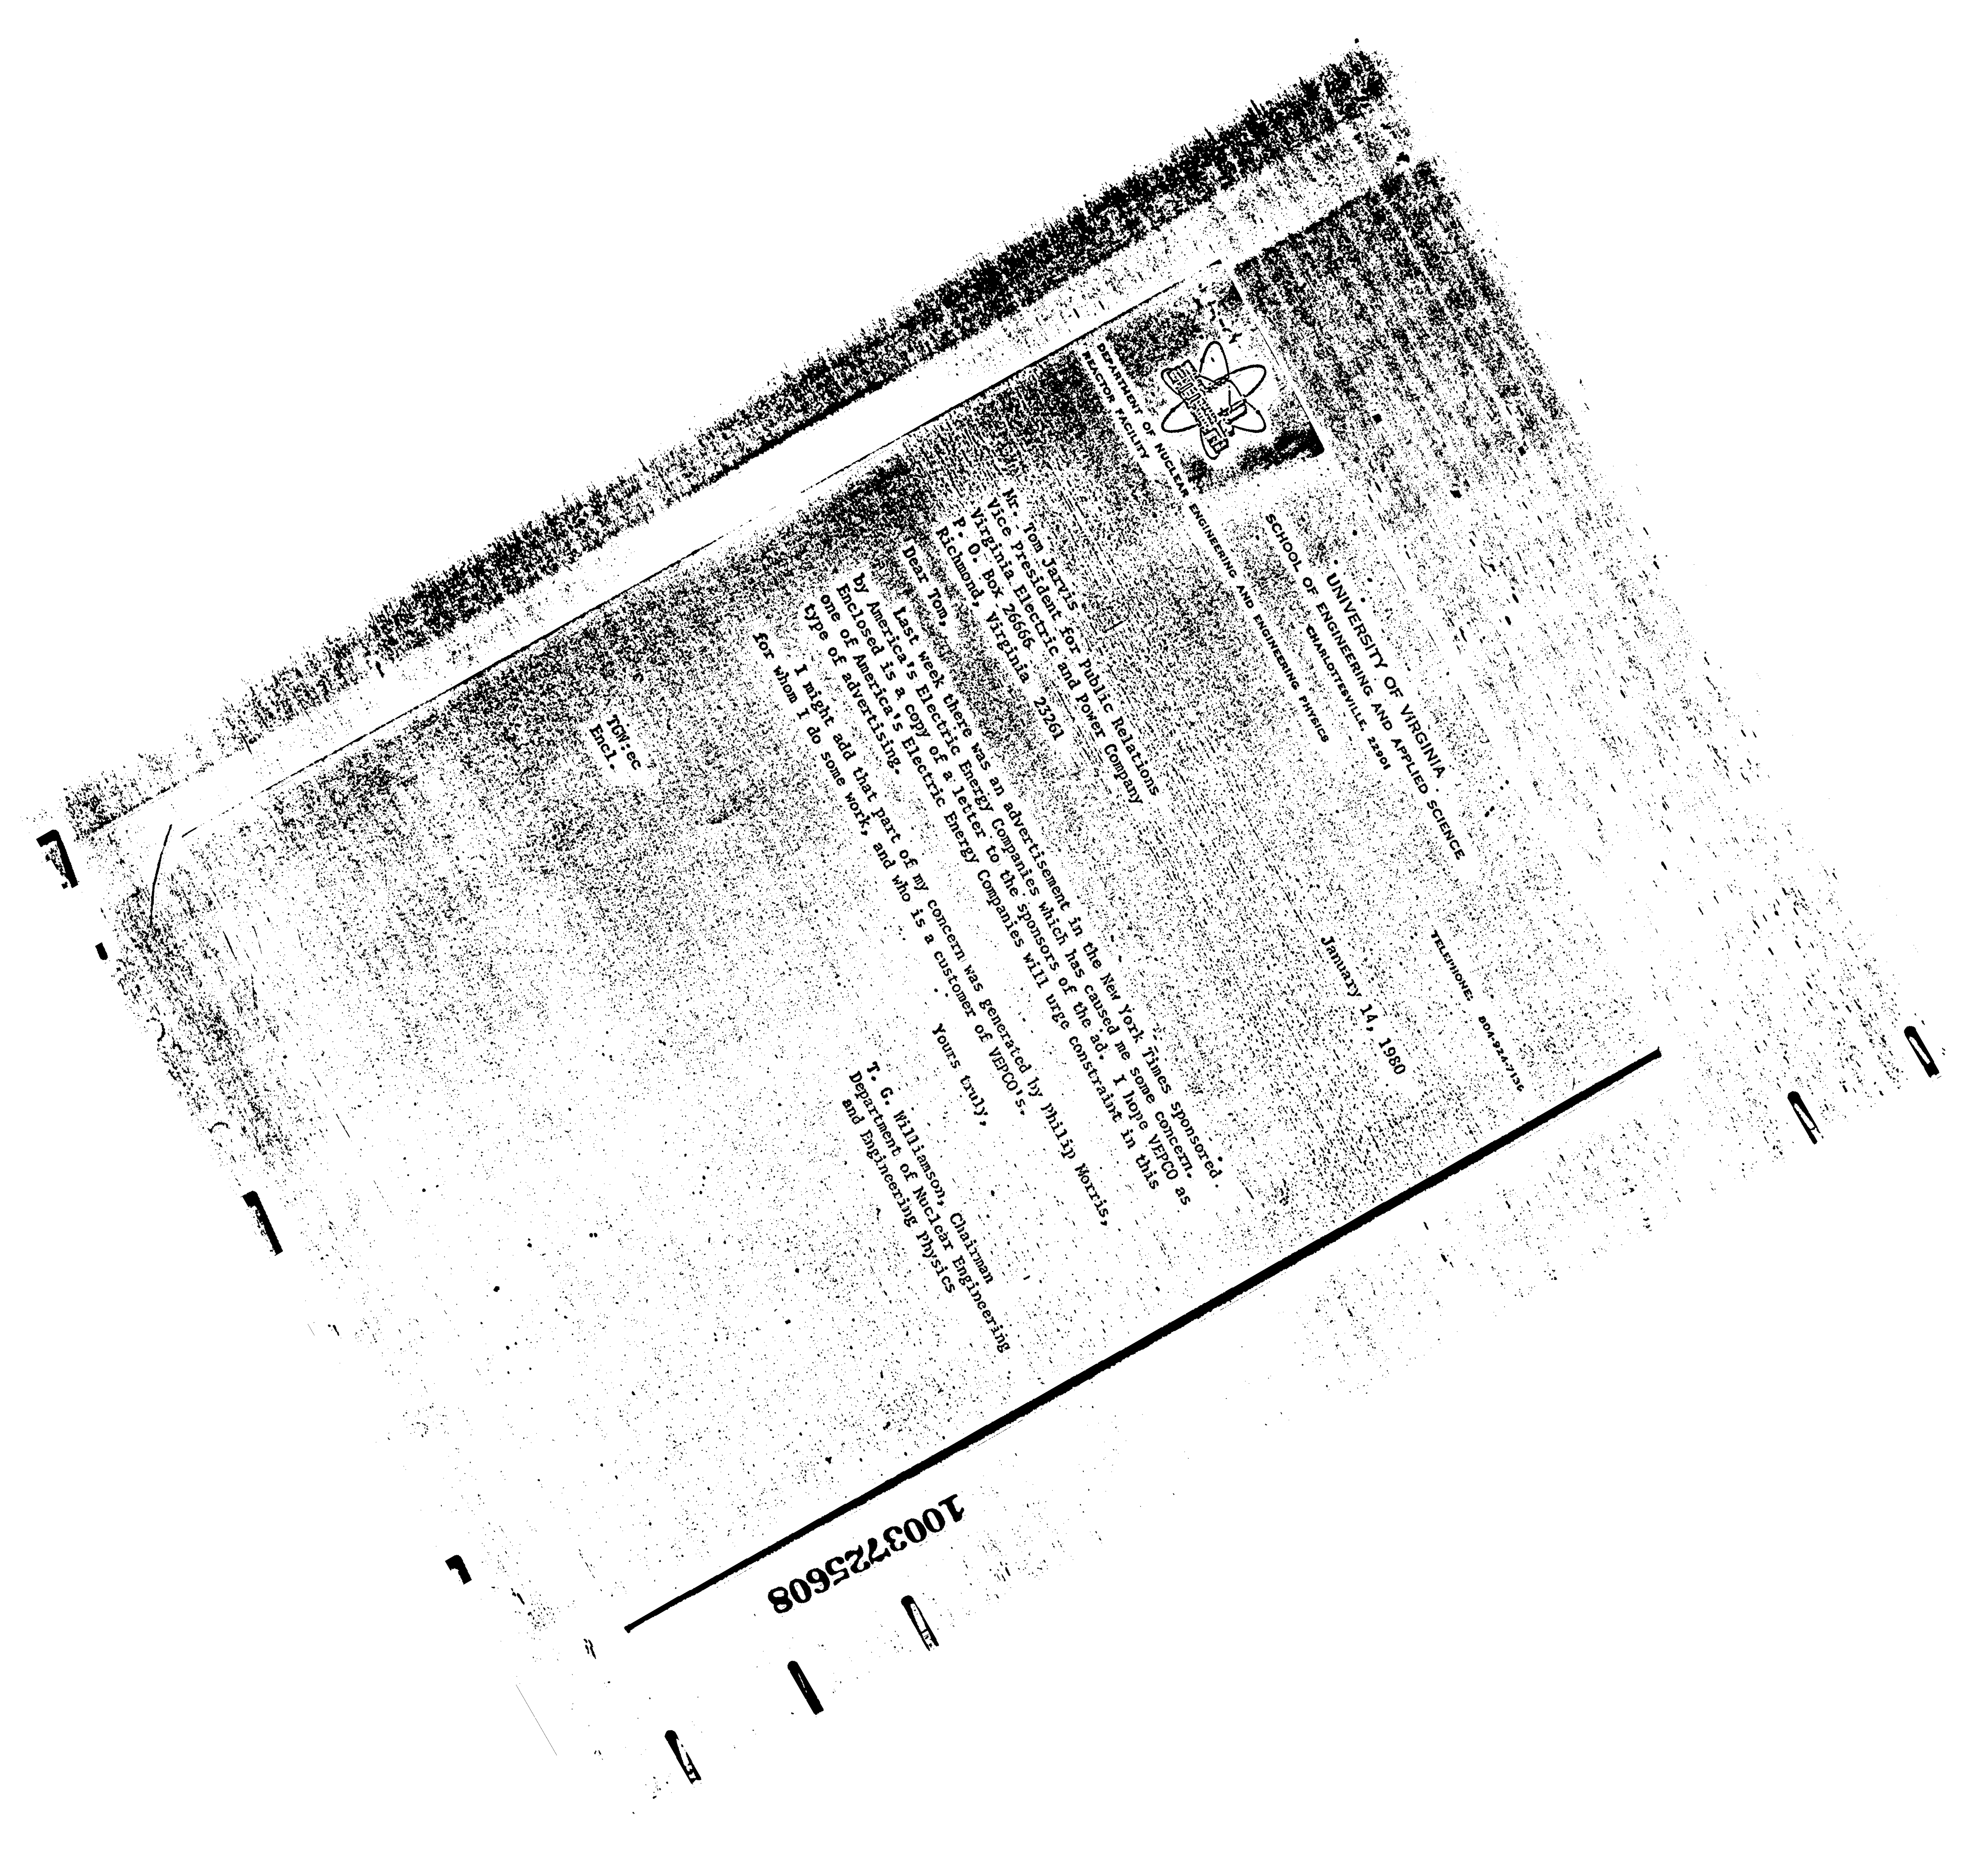 UNIVERSITY OF VIRGINIA
SCHOOL OF ENGINEERING AND APPLIED SCIENCE
CHARLOTTESVILLE, 22901
DEPARTMENT OF NUCLEAR ENGINEERING AND ENGINEERING PHYSICS
REACTOR FACILITY
TELEPHONE: 804-924-7136
January 14, 1980
Mr. Tom Jarvis
Vice President for Public Relations
Virginia Electric and Power Company
P. O. Box 26666
Richmond, Virginia 23261
Dear Tom,
Last week there was an advertisement in the New York Times sponsored
by America's Electric Energy Companies which has caused me some concern.
Enclosed is a copy of a letter to the sponsors of the ad. I hope VEPCO as
one of America's Electric Energy Companies will urge constraint in this
type of advertising.
I might add that part of my concern was generated by Philip Morris,
for whom I do some work, and who is a customer of VEPCO's.
Yours truly,
T. G. Williamson, Chairman
Department of Nuclear Engineering
and Engineering Physics
TGW:ec
Encl.
1003725608